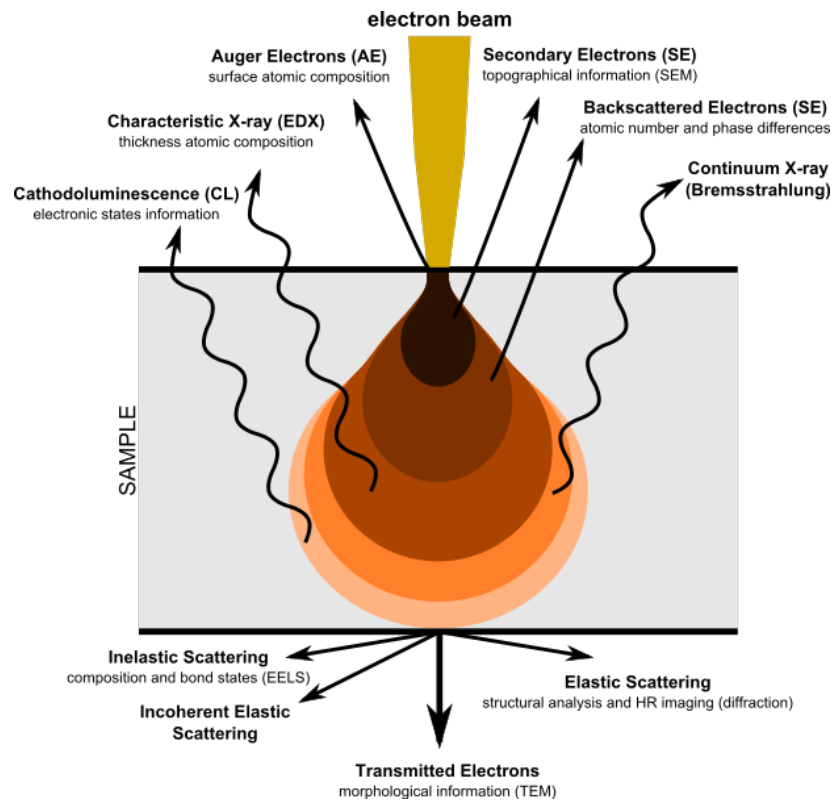 electron beam
Auger Electrons (AE)
surface atomic composition
Secondary Electrons (SE)
topographical information (SEM)
Characteristic X-ray (EDX)
thickness atomic composition
Backscattered Electrons (SE)
atomic number and phase differences
Cathodoluminescence (CL)
electronic states information
Continuum X-ray
(Bremsstrahlung)
SAMPLE
Inelastic Scattering
composition and bond states (EELS)
Incoherent Elastic
Scattering
Elastic Scattering
structural analysis and HR imaging (diffraction)
Transmitted Electrons
morphological information (TEM)